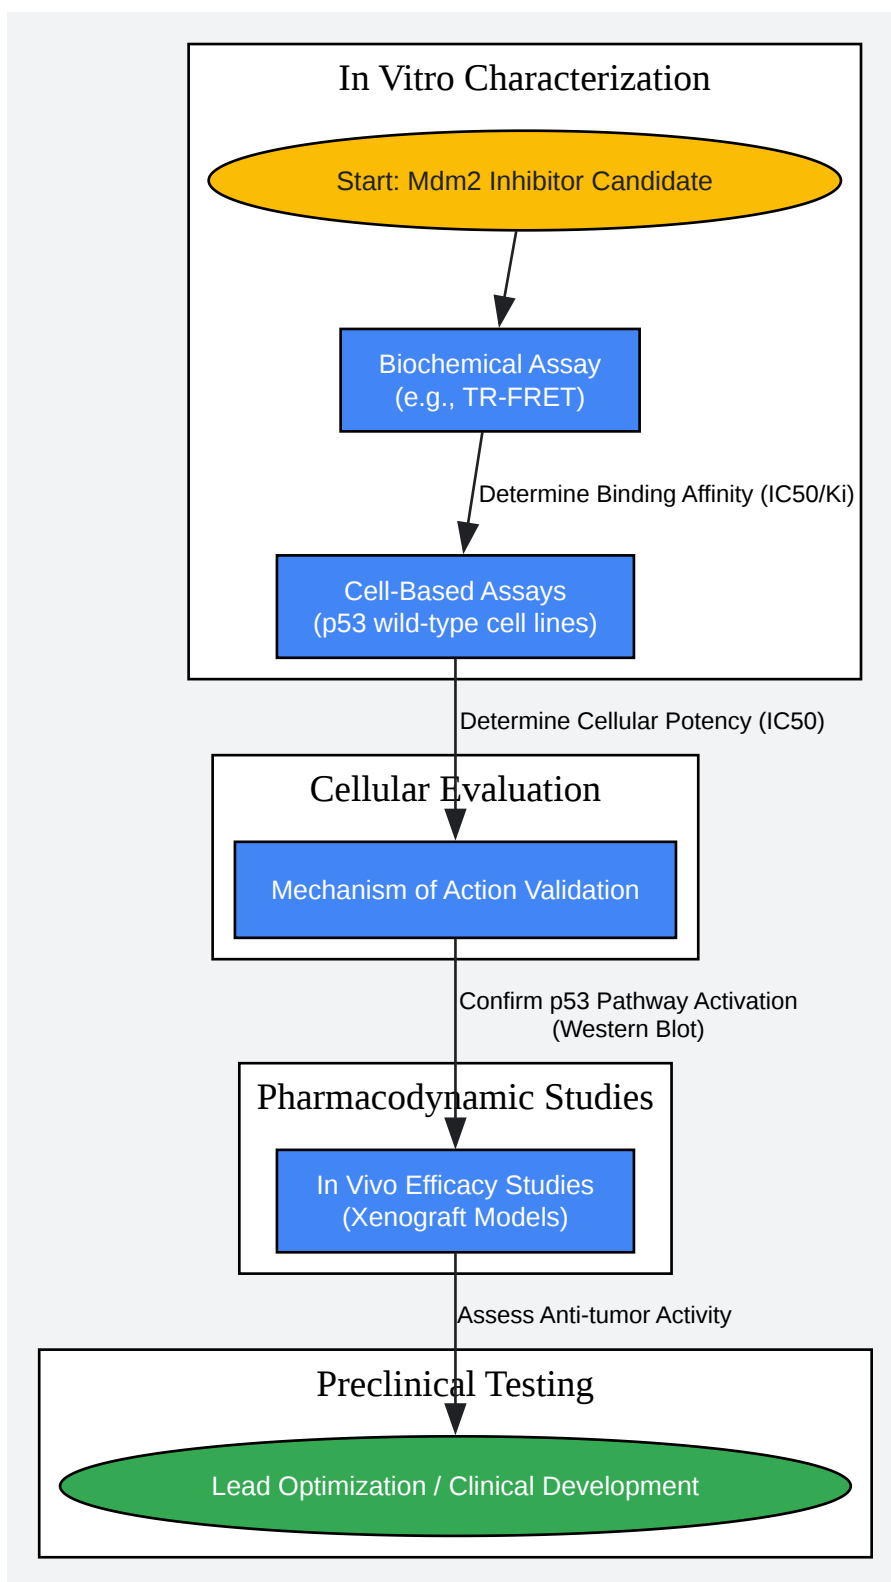 In Vitro Characterization
Start: Mdm2 Inhibitor Candidate
Biochemical Assay
(e.g., TR-FRET)
Determine Binding Affinity (IC50/Ki)
Cell-Based Assays
(p53 wild-type cell lines)
Determine Cellular Potency (IC50)
Cellular Evaluation
Mechanism of Action Validation
Confirm p53 Pathway Activation
(Western Blot)
Pharmacodynamic Studies
In Vivo Efficacy Studies
(Xenograft Models)
Assess Anti-tumor Activity
Preclinical Testing
Lead Optimization / Clinical Development